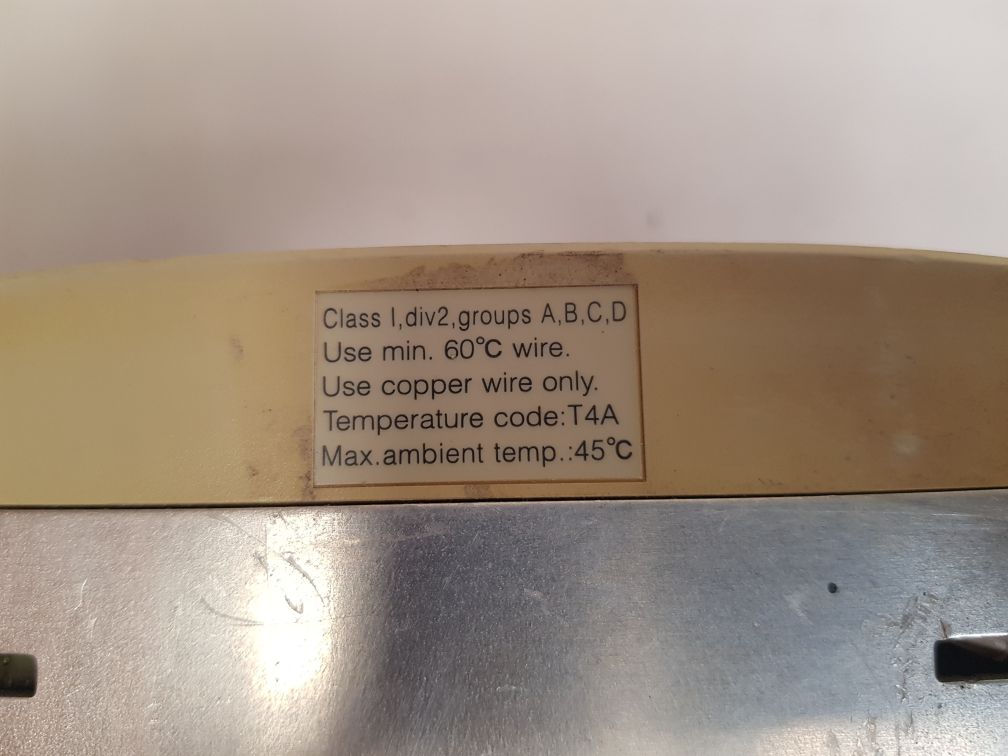 Class I,div2,groups A,B,C,D
Use min. 60°C wire.
Use copper wire only.
Temperature code:T4A
Max.ambient temp.:45°C